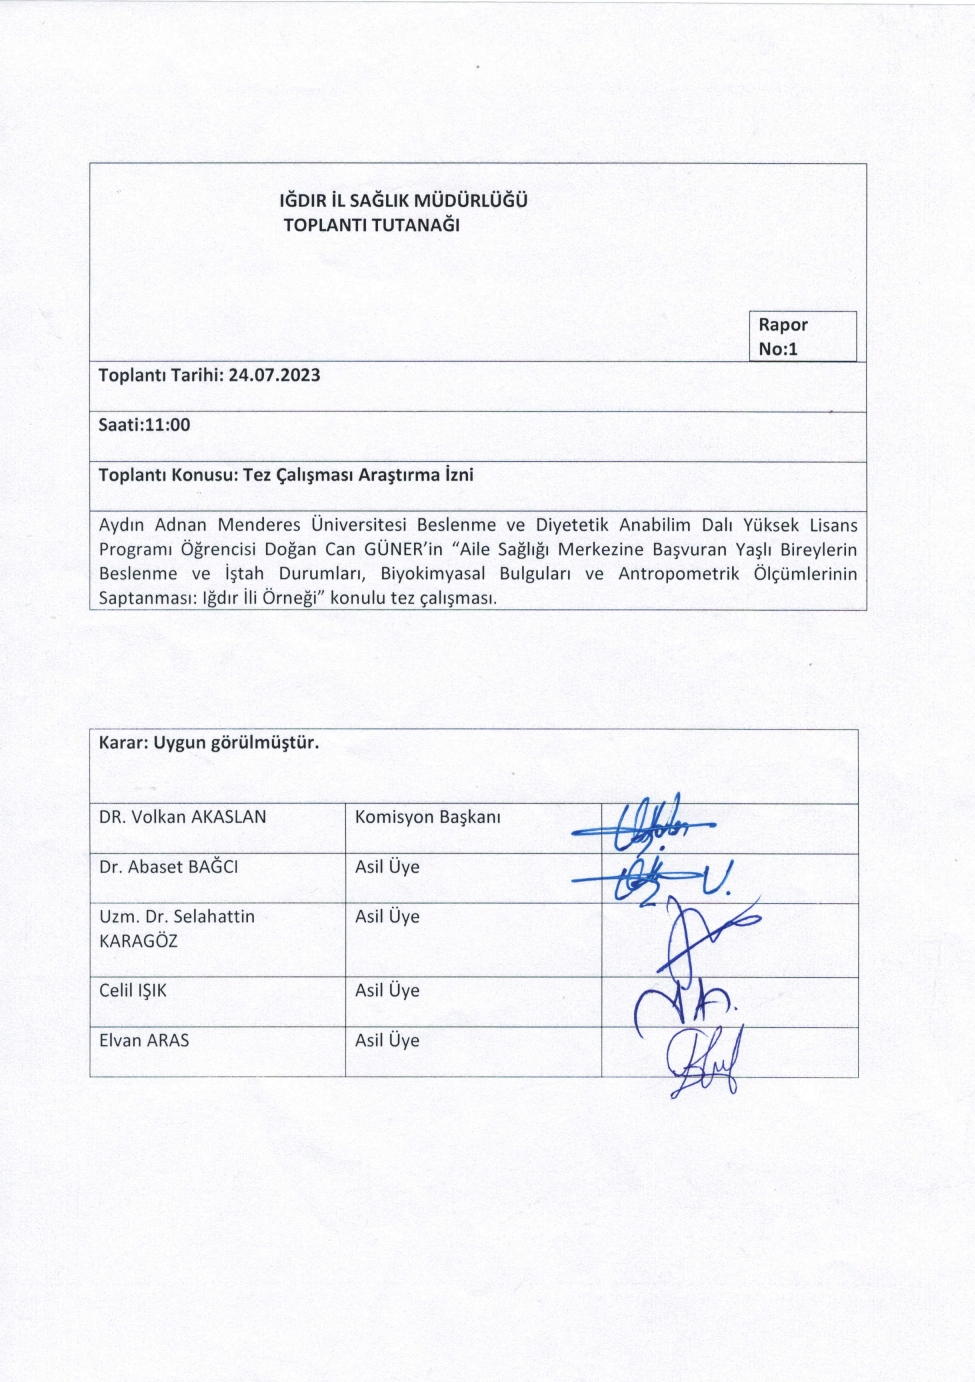 IĞDIR İL SAĞLIK MÜDÜRLÜĞÜ
TOPLANTI TUTANAĞI
Rapor
No:1
Toplantı Tarihi: 24.07.2023
Saati:11:00
Toplantı Konusu: Tez Çalışması Araştırma İzni
Aydın Adnan Menderes Üniversitesi Beslenme ve Diyetetik Anabilim Dalı Yüksek Lisans
Programı Öğrencisi Doğan Can GÜNER’in “Aile Sağlığı Merkezine Başvuran Yaşlı Bireylerin
Beslenme ve İştah Durumları, Biyokimyasal Bulguları ve Antropometrik Ölçümlerinin
Saptanması: Iğdır İli Örneği” konulu tez çalışması.
Karar: Uygun görülmüştür.
DR. Volkan AKASLAN Komisyon Başkanı
Dr. Abaset BAĞCI Asil Üye
Uzm. Dr. Selahattin Asil Üye
KARAGÖZ
Celil IŞIK Asil Üye
Elvan ARAS Asil Üye